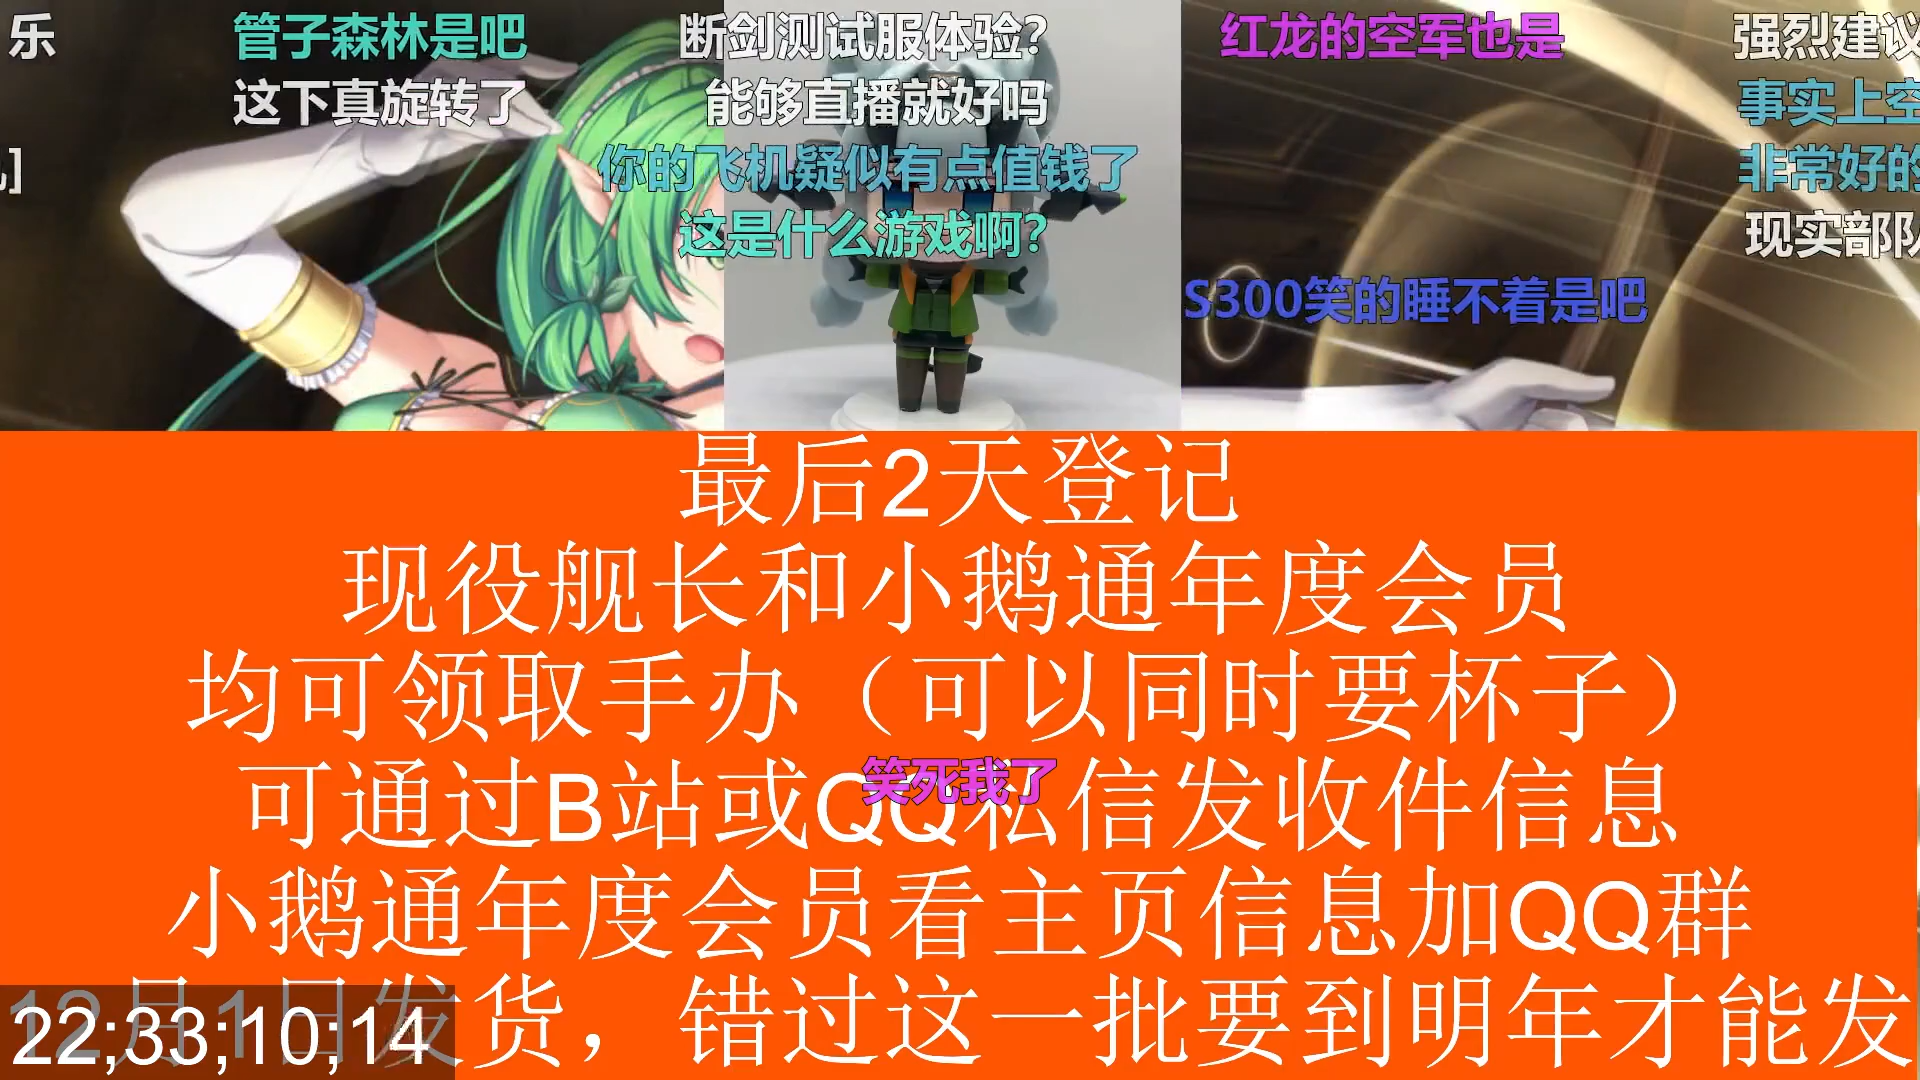 乐
管子森林是吧
断剑测试服体验？
红龙的空军也是
强烈建议
这下真旋转了
能够直播就好吗
事实上空
]
你的飞机疑似有点值钱了
非常好的
这是什么游戏啊？
现实部队
S300笑的睡不着是吧
最后2天登记
现役舰长和小鹅通年度会员
均可领取手办（可以同时要杯子）
可通过B站或QQ私信发收件信息
笑死我了
小鹅通年度会员看主页信息加QQ群
12月1日发货，错过这一批要到明年才能发
22;33;10;14